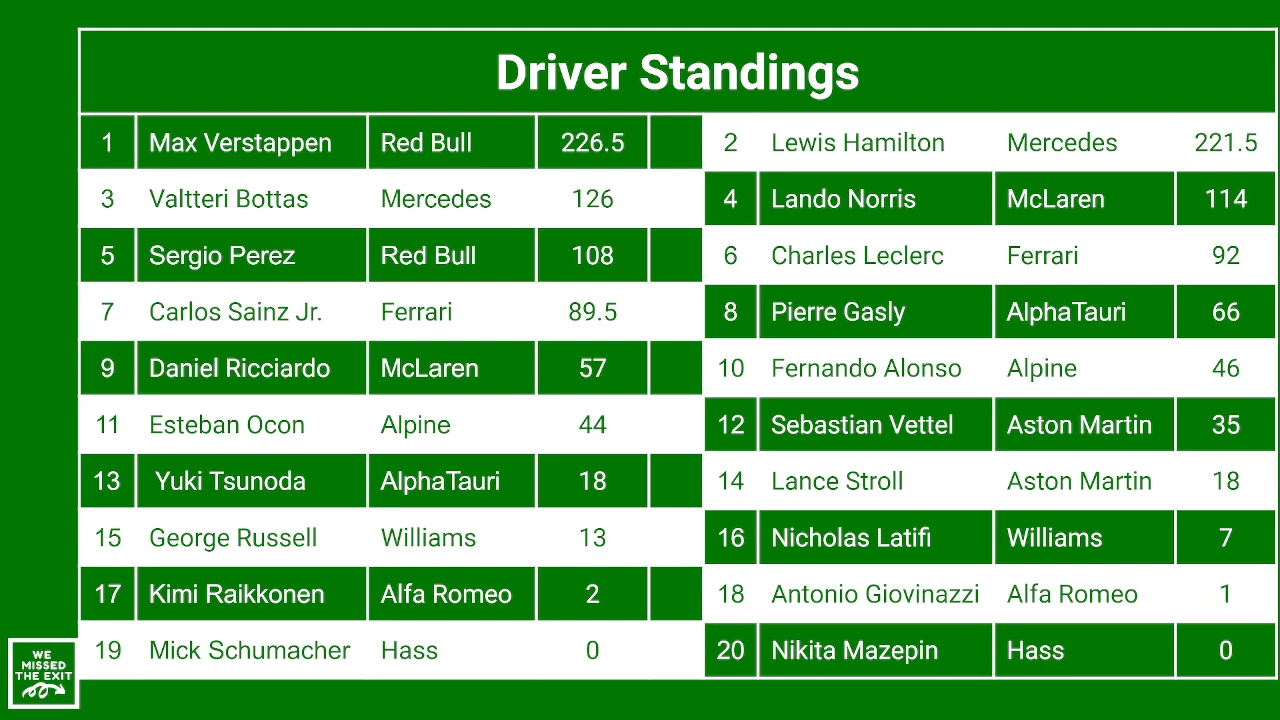 Driver Standings
1 Max Verstappen Red Bull 226.5 2 Lewis Hamilton Mercedes 221.5
3 Valtteri Bottas Mercedes 126 4 Lando Norris McLaren 114
5 Sergio Perez Red Bull 108 6 Charles Leclerc Ferrari 92
7 Carlos Sainz Jr. Ferrari 89.5 8 Pierre Gasly AlphaTauri 66
9 Daniel Ricciardo McLaren 57 10 Fernando Alonso Alpine 46
11 Esteban Ocon Alpine 44 12 Sebastian Vettel Aston Martin 35
13 Yuki Tsunoda AlphaTauri 18 14 Lance Stroll Aston Martin 18
15 George Russell Williams 13 16 Nicholas Latifi Williams 7
17 Kimi Raikkonen Alfa Romeo 2 18 Antonio Giovinazzi Alfa Romeo 1
19 Mick Schumacher Hass 0 20 Nikita Mazepin Hass 0
WE
MISSED
THE EXIT